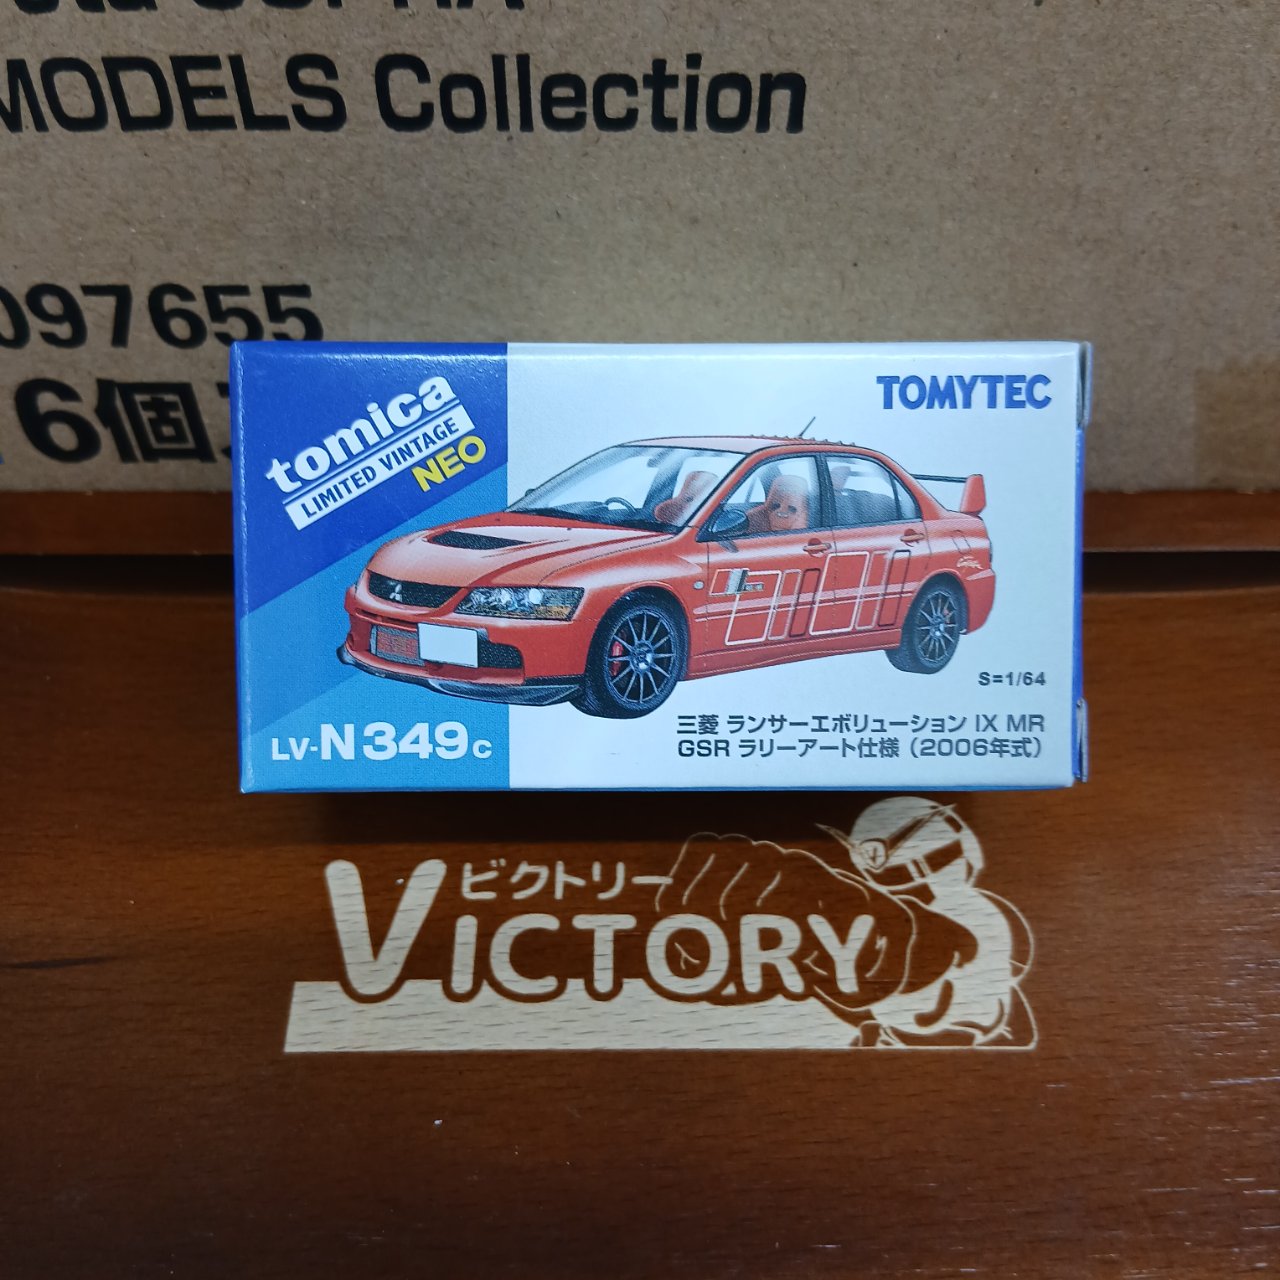 MODELS Collection
097655
6個
tomica
LIMITED VINTAGE
NEO
TOMYTEC
S=1/64
LV-N349c
三菱 ランサーエボリューション IX MR
GSR ラリーアート仕様（2006年式）
ビクトリー
VICTORY